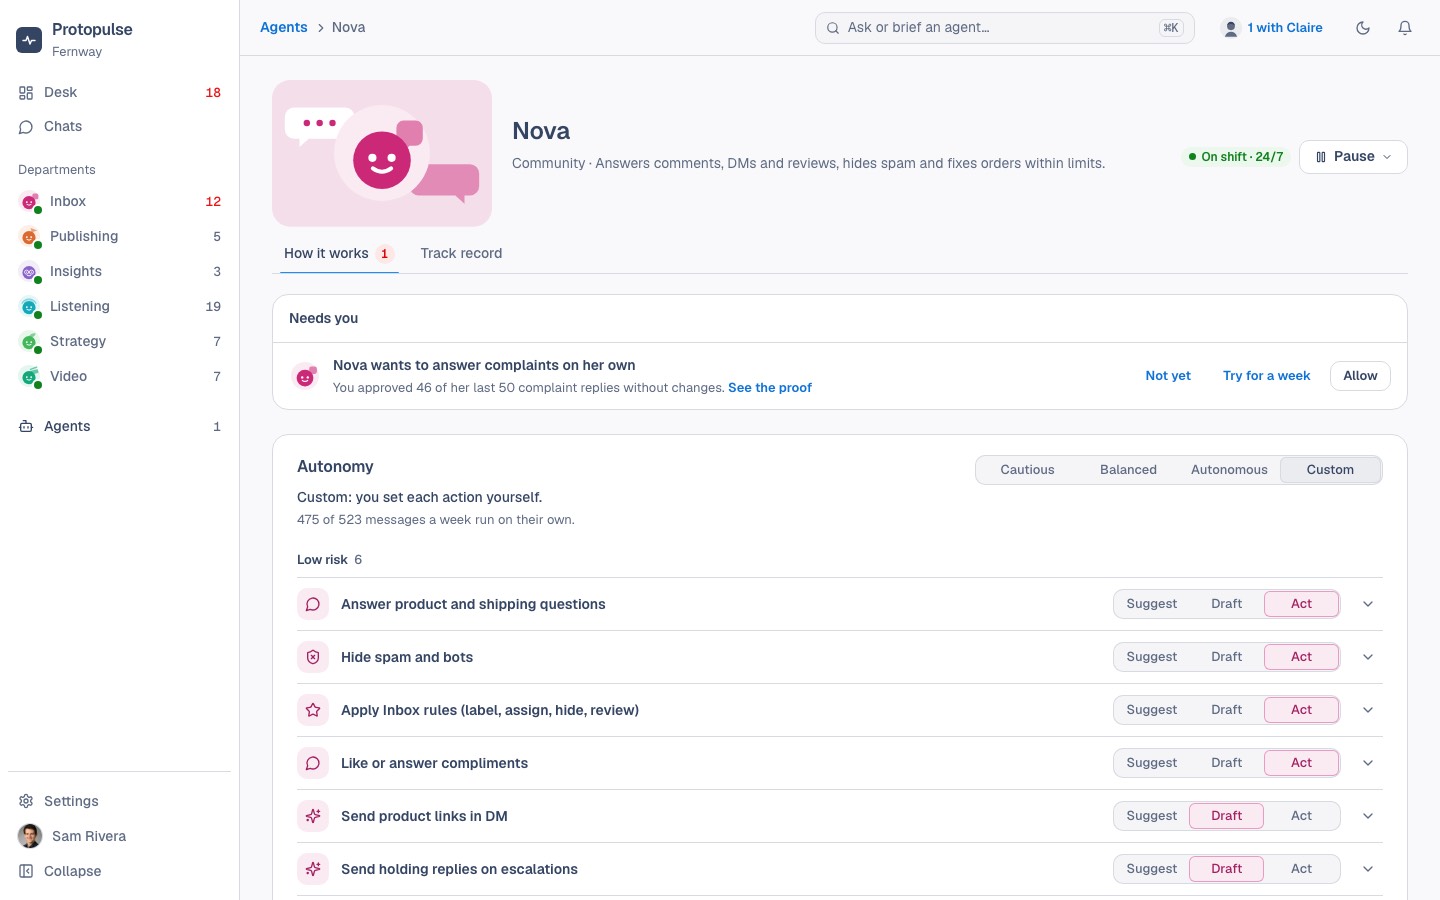 Protopulse
Fernway
Desk 18
Chats
Departments
Inbox 12
Publishing 5
Insights 3
Listening 19
Strategy 7
Video 7
Agents 1
Settings
Sam Rivera
Collapse
Agents > Nova
Ask or brief an agent… ⌘K
1 with Claire
Nova
Community · Answers comments, DMs and reviews, hides spam and fixes orders within limits.
On shift · 24/7
Pause
How it works 1
Track record
Needs you
Nova wants to answer complaints on her own
You approved 46 of her last 50 complaint replies without changes. See the proof
Not yet
Try for a week
Allow
Autonomy
Cautious Balanced Autonomous Custom
Custom: you set each action yourself.
475 of 523 messages a week run on their own.
Low risk 6
Answer product and shipping questions Suggest Draft Act
Hide spam and bots Suggest Draft Act
Apply Inbox rules (label, assign, hide, review) Suggest Draft Act
Like or answer compliments Suggest Draft Act
Send product links in DM Suggest Draft Act
Send holding replies on escalations Suggest Draft Act